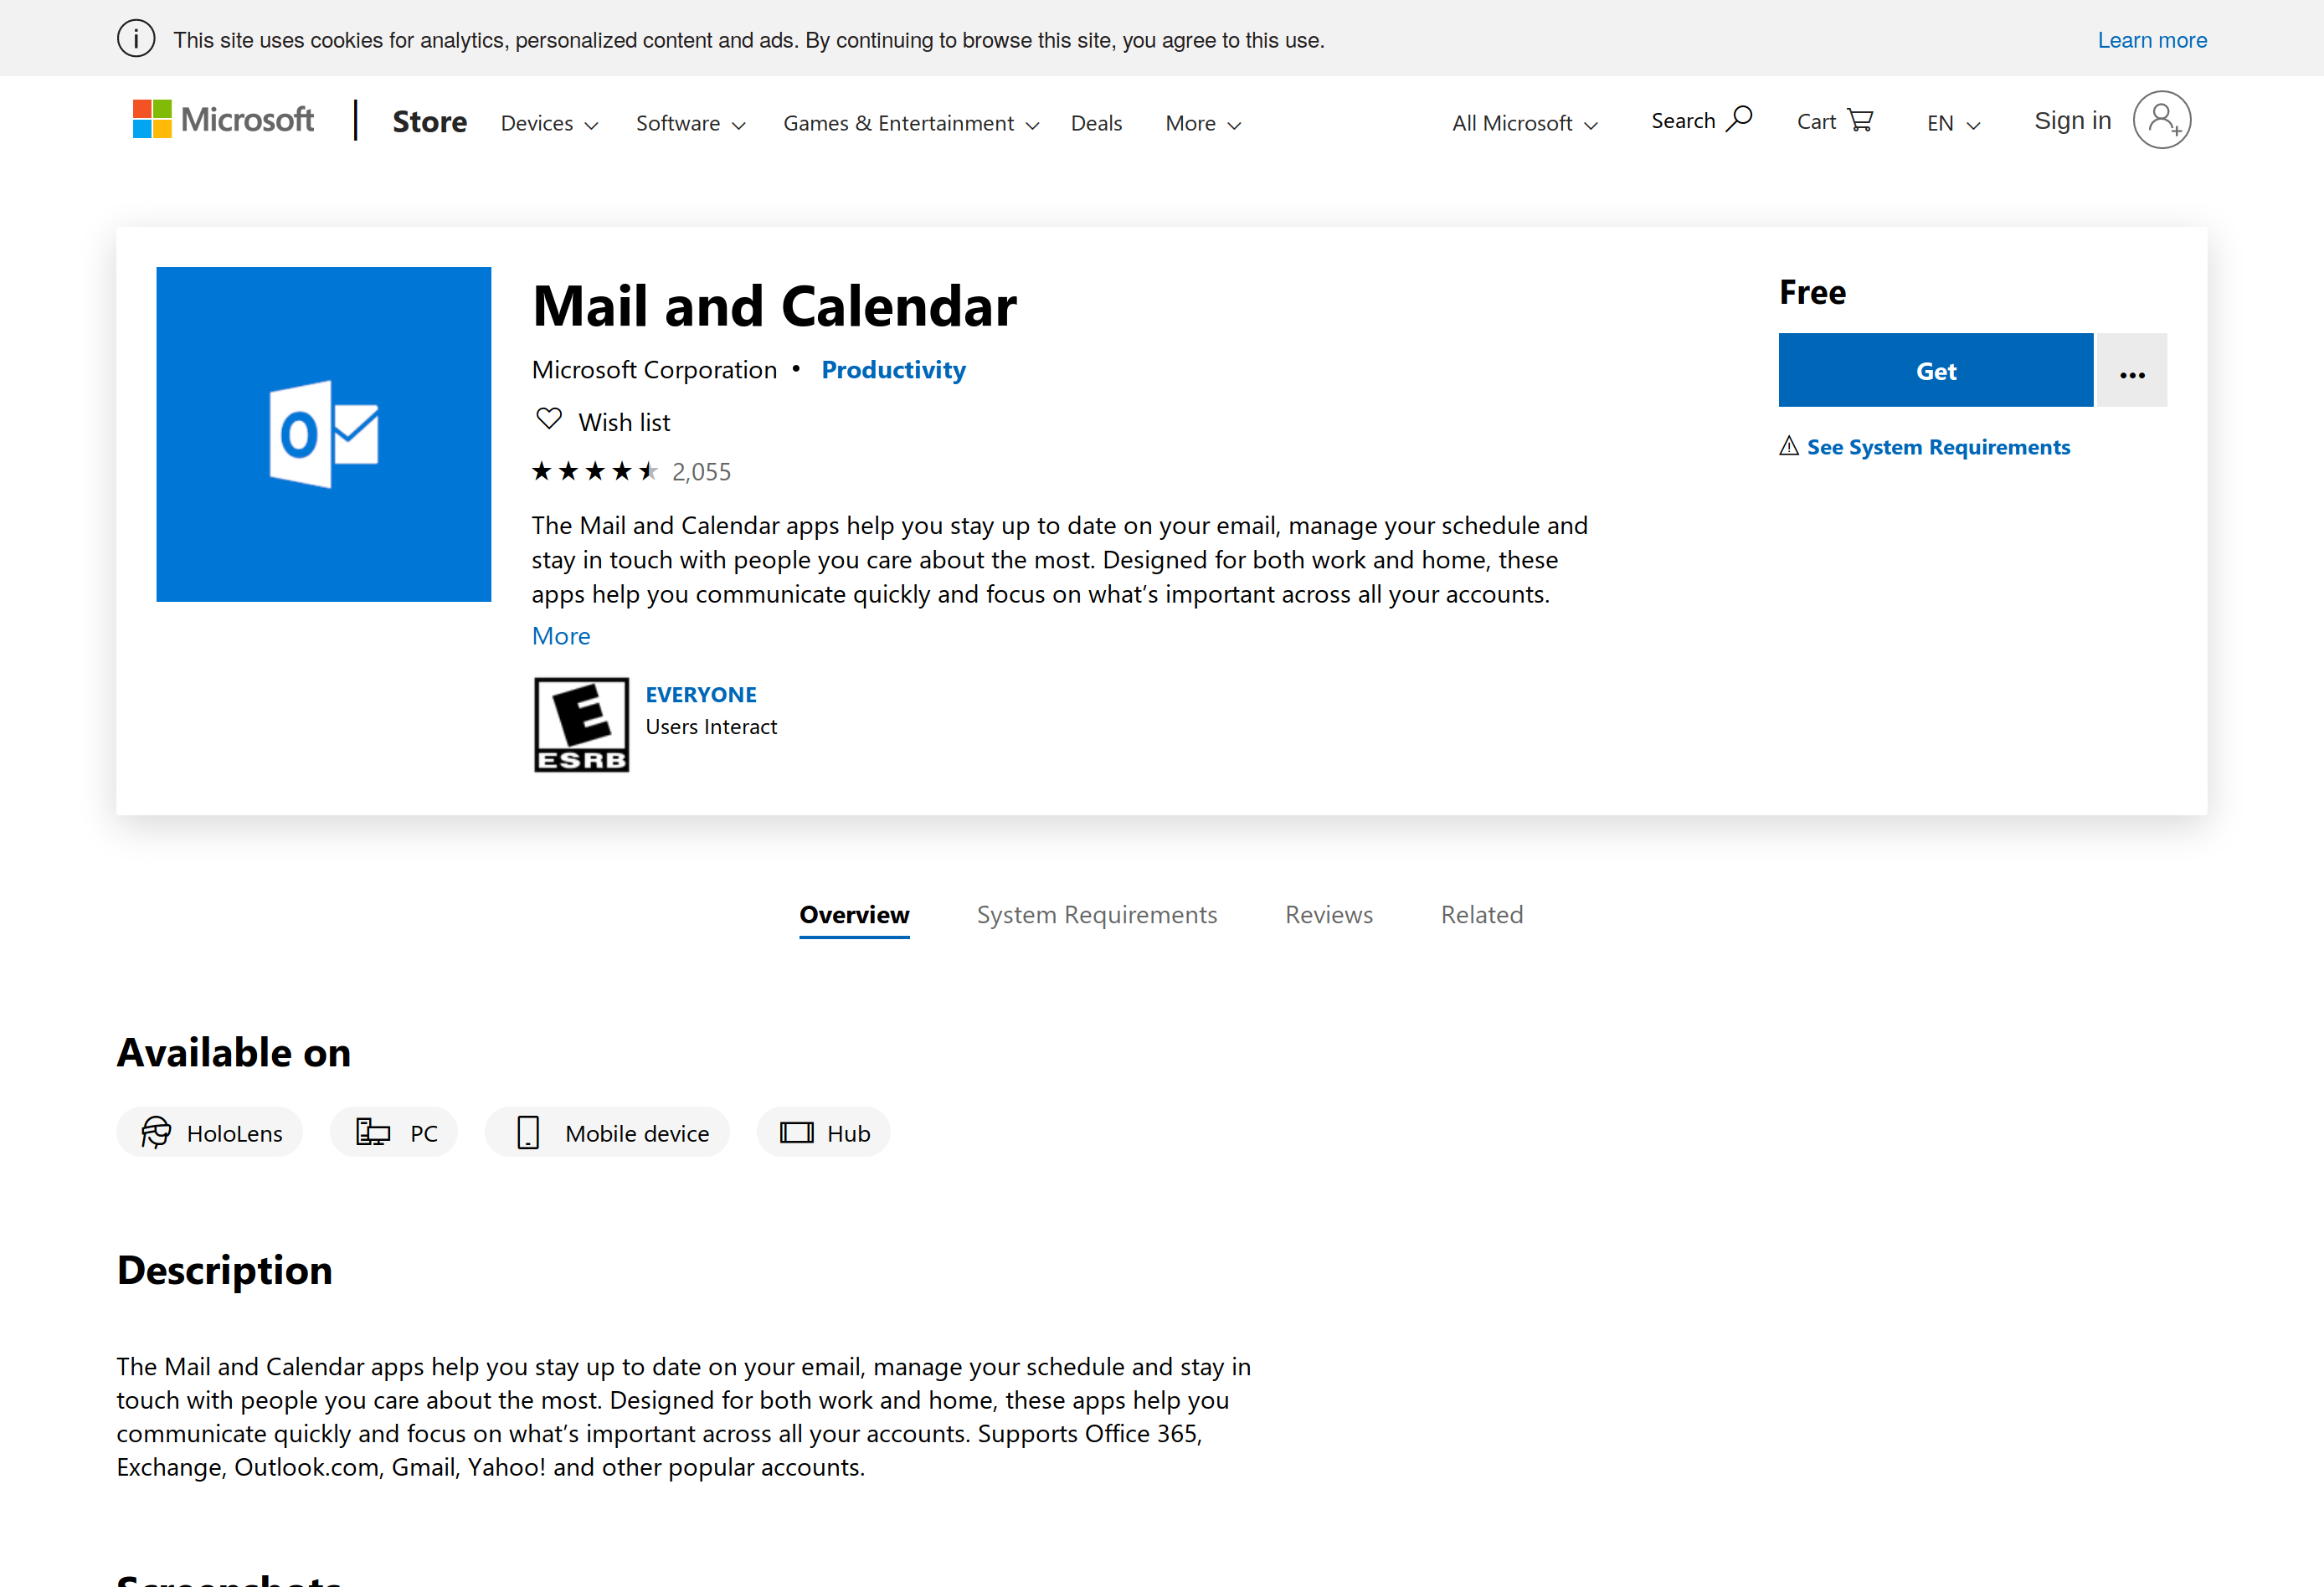 This site uses cookies for analytics, personalized content and ads. By continuing to browse this site, you agree to this use.
Learn more
Microsoft
Store
Devices
Software
Games & Entertainment
Deals
More
All Microsoft
Search
Cart
EN
Sign in
Mail and Calendar
Microsoft Corporation • Productivity
Wish list
2,055
The Mail and Calendar apps help you stay up to date on your email, manage your schedule and
stay in touch with people you care about the most. Designed for both work and home, these
apps help you communicate quickly and focus on what’s important across all your accounts.
More
E
ESRB
EVERYONE
Users Interact
Free
Get
See System Requirements
Overview
System Requirements
Reviews
Related
Available on
HoloLens
PC
Mobile device
Hub
Description
The Mail and Calendar apps help you stay up to date on your email, manage your schedule and stay in
touch with people you care about the most. Designed for both work and home, these apps help you
communicate quickly and focus on what’s important across all your accounts. Supports Office 365,
Exchange, Outlook.com, Gmail, Yahoo! and other popular accounts.
Screenshots